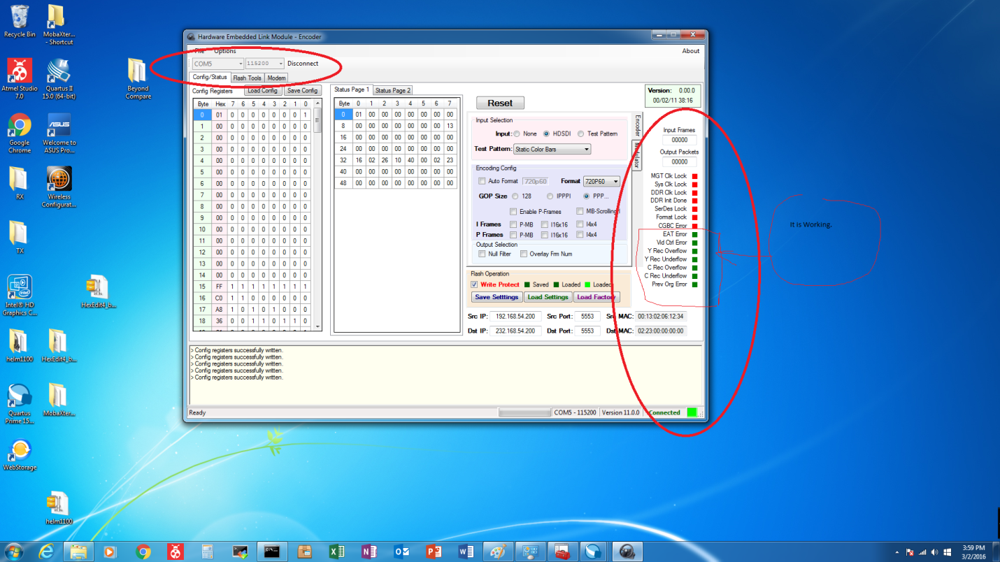 Recycle Bin
MobaXter...
- Shortcut
Atmel Studio
7.0
Quartus II
15.0 (64-bit)
Beyond
Compare
Google
Chrome
Welcome to
ASUS Pro...
RX
Wireless
Configurat...
TX
Intel® HD
Graphics C...
HexEdit4_b...
helm1100
HexEdit4_b...
Quartus
Prime 15...
MobaXter...
WebStorage
helm1100
Hardware Embedded Link Module - Encoder
File Options About
COM5 115200 Disconnect
Config/Status Flash Tools Modem
Config Registers Load Config Save Config
Byte Hex 7 6 5 4 3 2 1 0
0 01 0 0 0 0 0 0 0 1
1 00 0 0 0 0 0 0 0 0
2 00 0 0 0 0 0 0 0 0
3 00 0 0 0 0 0 0 0 0
4 00 0 0 0 0 0 0 0 0
5 00 0 0 0 0 0 0 0 0
6 00 0 0 0 0 0 0 0 0
7 00 0 0 0 0 0 0 0 0
8 00 0 0 0 0 0 0 0 0
9 00 0 0 0 0 0 0 0 0
10 00 0 0 0 0 0 0 0 0
11 00 0 0 0 0 0 0 0 0
12 00 0 0 0 0 0 0 0 0
13 00 0 0 0 0 0 0 0 0
14 00 0 0 0 0 0 0 0 0
15 FF 1 1 1 1 1 1 1 1
16 C0 1 1 0 0 0 0 0 0
17 A8 1 0 1 0 1 0 0 0
18 36 0 0 1 1 0 1 1 0
Status Page 1 Status Page 2
Byte 0 1 2 3 4 5 6 7
0 01 00 00 00 00 00 00 00
8 00 00 00 00 00 00 00 13
16 00 00 00 00 00 00 00 00
24 00 00 00 00 00 00 00 00
32 16 02 26 10 40 00 02 23
40 00 00 00 00 00 00 00 00
48 00 00 00 00 00 00 00 00
Reset
Version: 0.00.0
00/02/11 38:16
Input Selection
Input: None HDSDI Test Pattern
Test Pattern: Static Color Bars
Encoding Config
Auto Format 720p60 Format 720P60
GOP Size 128 IPPPI PPP...
Enable P-Frames MB-Scrolling
I Frames P-MB I16x16 I4x4
P Frames P-MB I16x16 I4x4
Output Selection
Null Filter Overlay Frm Num
Encoder
Modulator
Input Frames
00000
Output Packets
00000
MGT Clk Lock
Sys Clk Lock
DDR Clk Lock
DDR Init Done
SerDes Lock
Format Lock
CGBC Error
EAT Error
Vid Ctrl Error
Y Rec Overflow
Y Rec Underflow
C Rec Overflow
C Rec Underflow
Prev Org Error
It is Working.
Flash Operation
Write Protect Saved Loaded Loaded
Save Setttings Load Settings Load Factory
Src IP: 192.168.54.200 Src Port: 5553 Src MAC: 00:13:02:06:12:34
Dst IP: 232.168.54.200 Dst Port: 5553 Dst MAC: 02:23:00:00:00:00
> Config registers successfully written.
> Config registers successfully written.
> Config registers successfully written.
> Config registers successfully written.
> Config registers successfully written.
Ready COM5 - 115200 Version 11.0.0 Connected
3:59 PM
3/2/2016